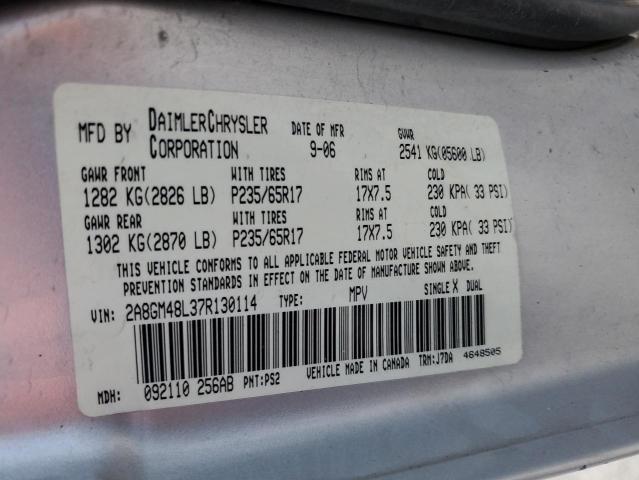 MFD BY DAIMLERCHRYSLER CORPORATION DATE OF MFR 9-06 GVWR 2541 KG(05600 LB)
GAWR FRONT WITH TIRES RIMS AT COLD
1282 KG(2826 LB) P235/65R17 17X7.5 230 KPA( 33 PSI)
GAWR REAR WITH TIRES RIMS AT COLD
1302 KG(2870 LB) P235/65R17 17X7.5 230 KPA( 33 PSI)
THIS VEHICLE CONFORMS TO ALL APPLICABLE FEDERAL MOTOR VEHICLE SAFETY AND THEFT
PREVENTION STANDARDS IN EFFECT ON THE DATE OF MANUFACTURE SHOWN ABOVE.
VIN: 2A8GM48L37R130114 TYPE: MPV SINGLE X DUAL
MDH: 092110 256AB PNT:PS2 VEHICLE MADE IN CANADA TRM:J7DA 4648505